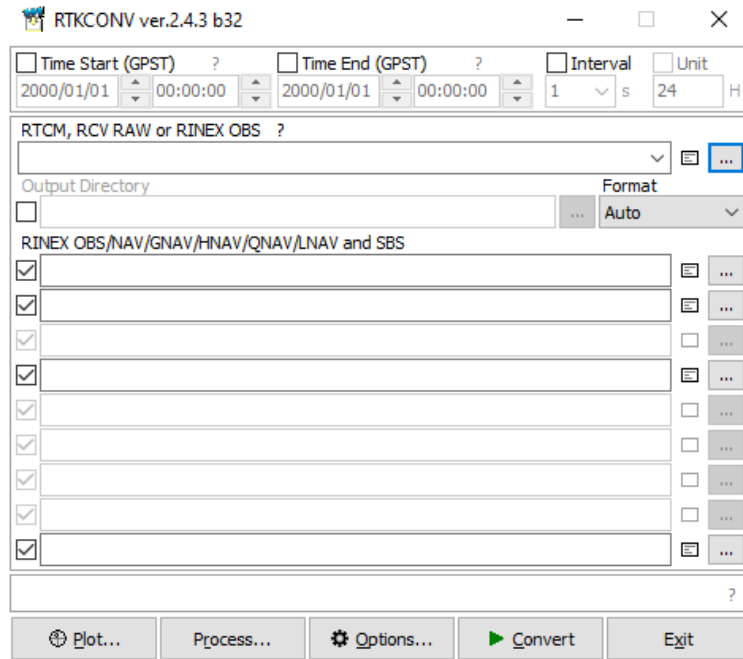 RTKCONV ver.2.4.3 b32
Time Start (GPST) ? Time End (GPST) ? Interval Unit
2000/01/01 00:00:00 2000/01/01 00:00:00 1 s 24 H
RTCM, RCV RAW or RINEX OBS ?
...
Output Directory Format
... Auto
RINEX OBS/NAV/GNAV/HNAV/QNAV/LNAV and SBS
...
...
...
...
...
...
...
...
...
?
Plot... Process... Options... Convert Exit